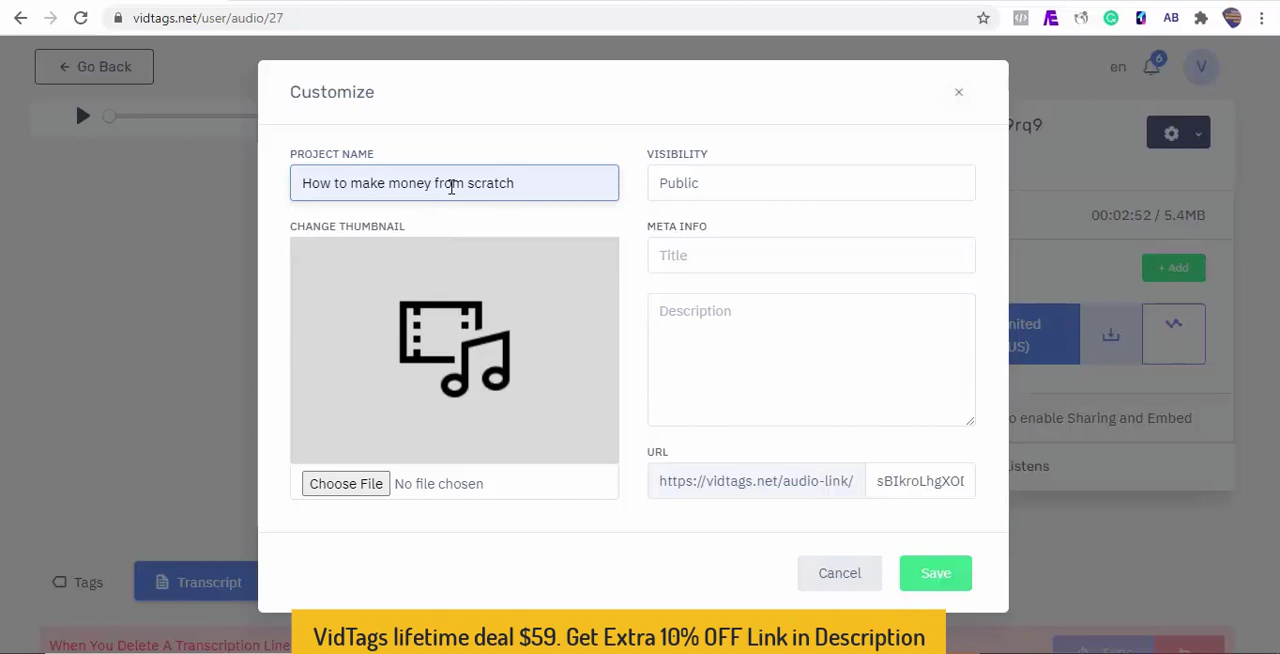 vidtags.net/user/audio/27
AB
Go Back
en
6
V
Customize
9rq9
PROJECT NAME
VISIBILITY
How to make money from scratch
Public
CHANGE THUMBNAIL
META INFO
00:02:52 / 5.4MB
Title
+ Add
Description
nited
US)
o enable Sharing and Embed
URL
istens
Choose File No file chosen
https://vidtags.net/audio-link/
Cancel
Save
Tags
Transcript
When You Delete A Transcription Line
VidTags lifetime deal $59. Get Extra 10% OFF Link in Description